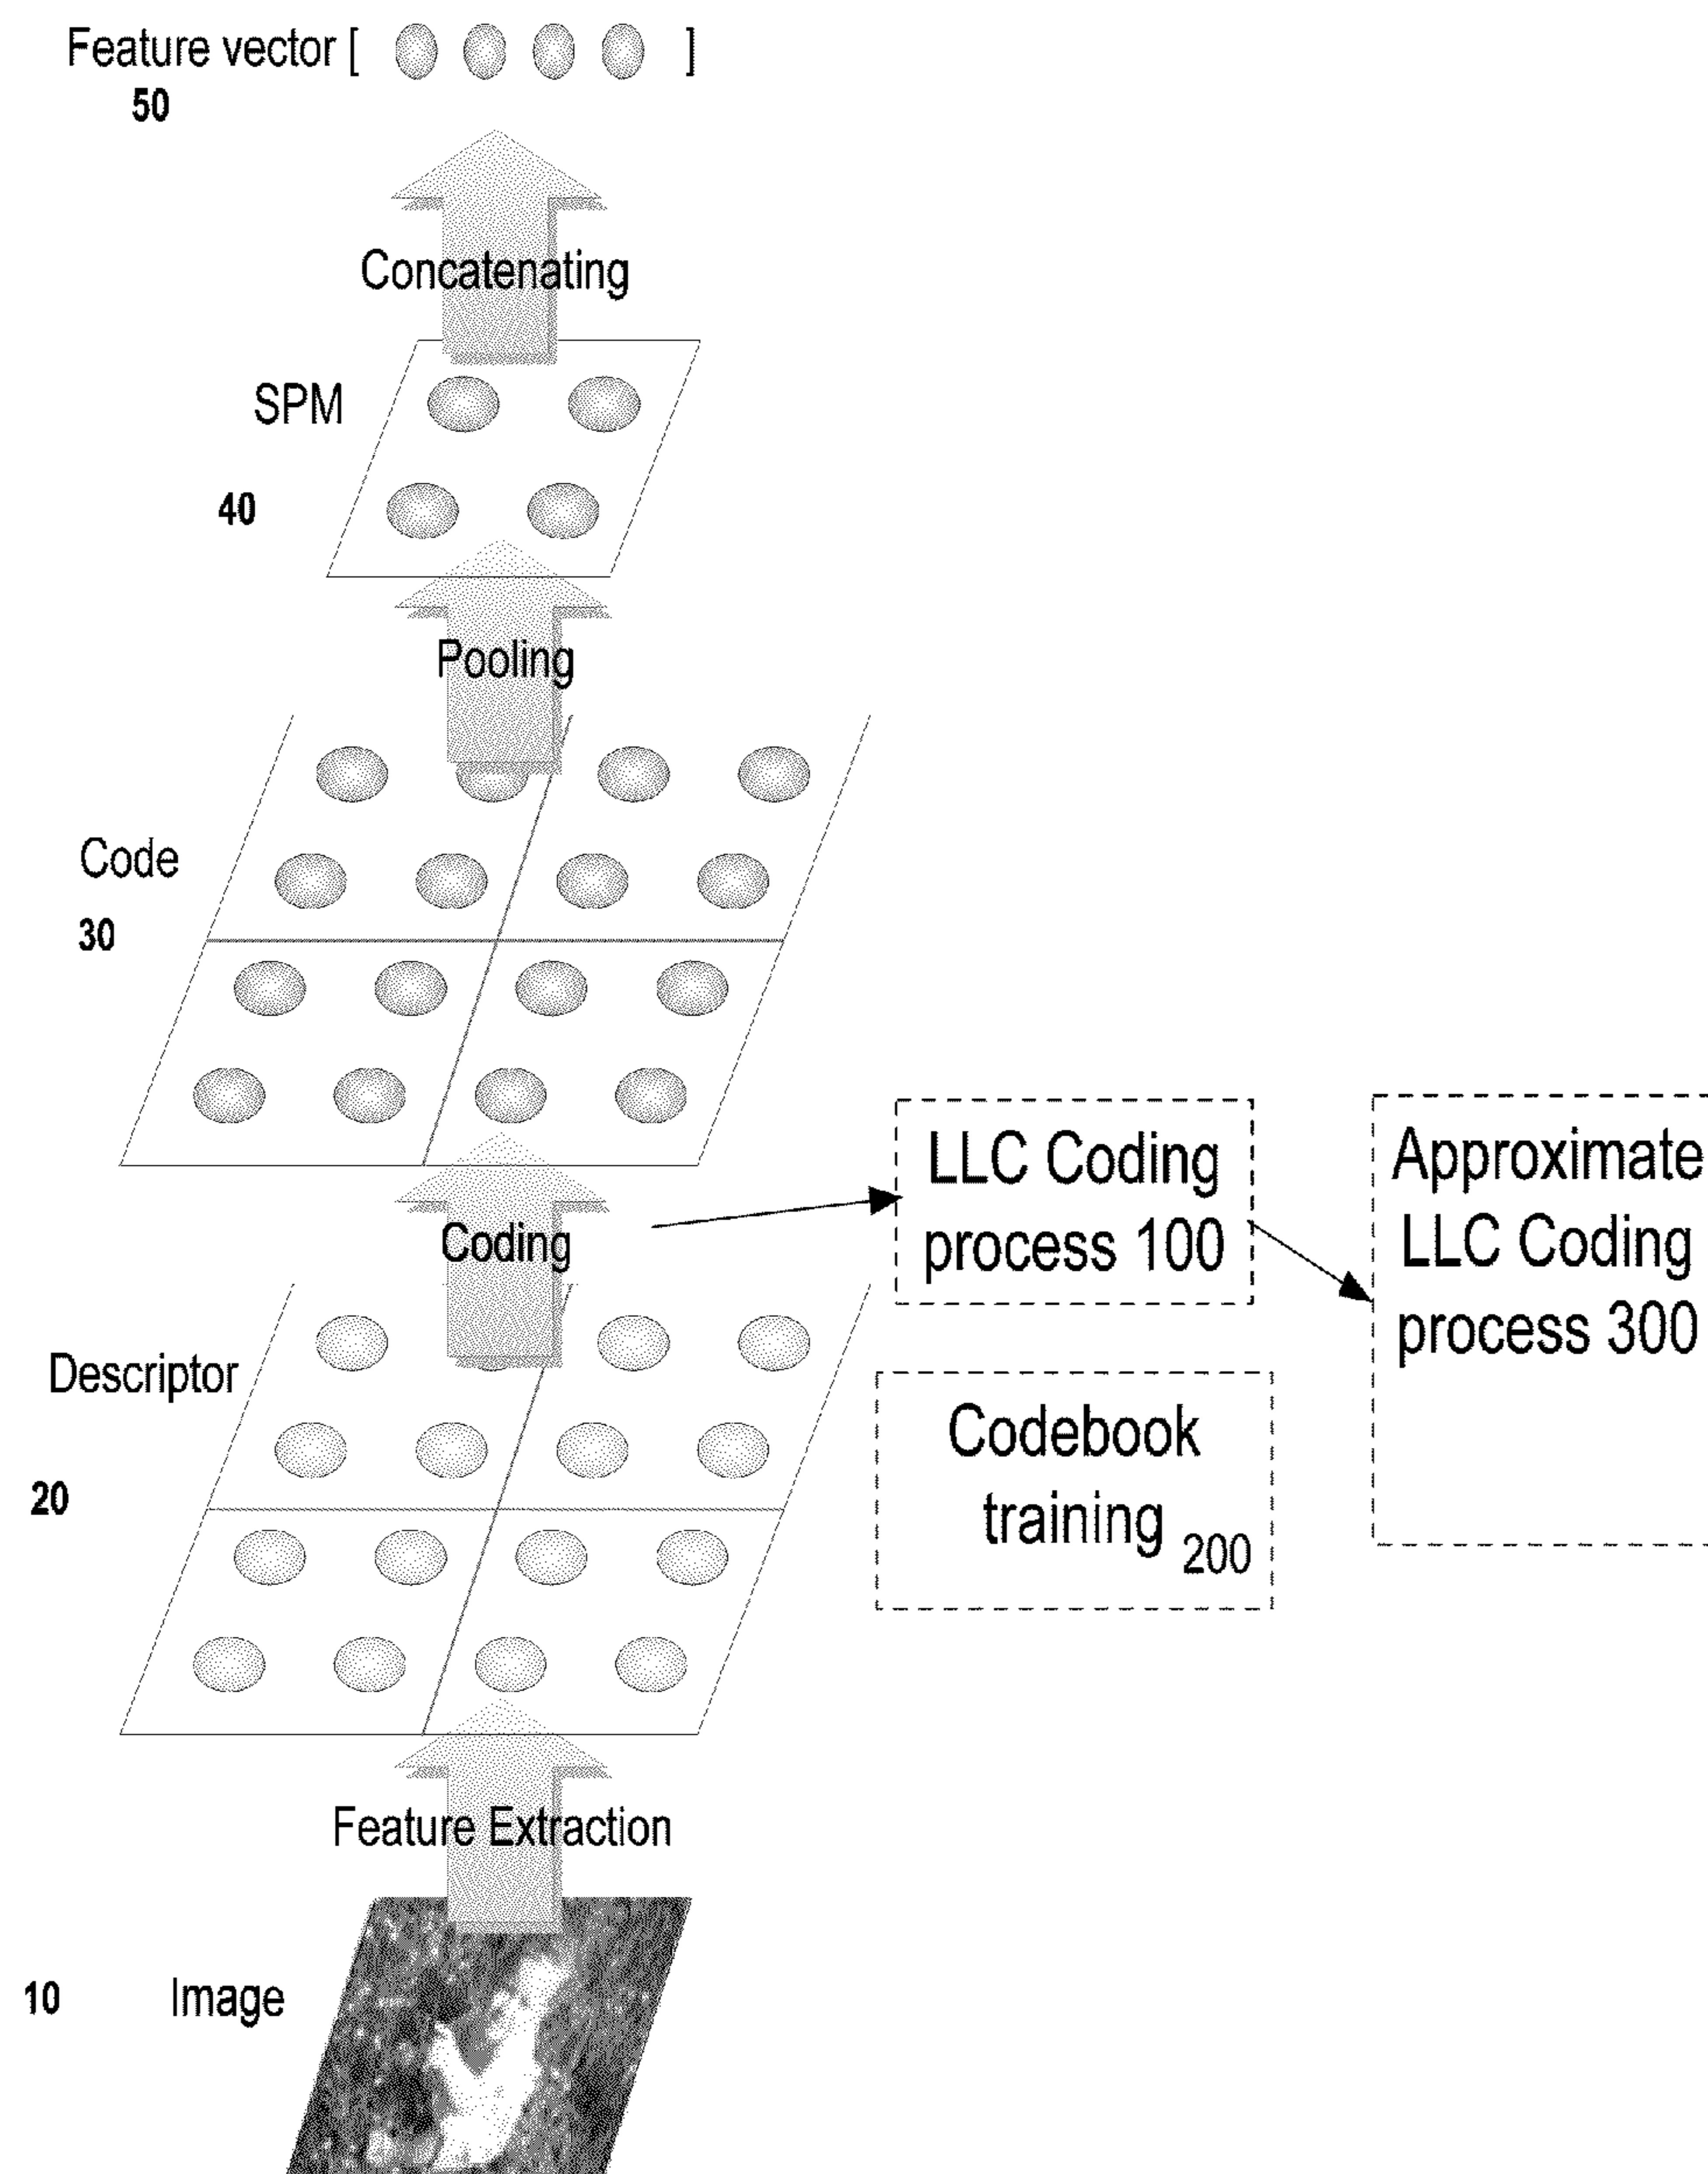 Feature vector [ ]
50
Concatenating
SPM
40
Pooling
Code
30
Coding
LLC Coding
process 100
Approximate
LLC Coding
process 300
Descriptor
20
Codebook
training 200
Feature Extraction
10 Image